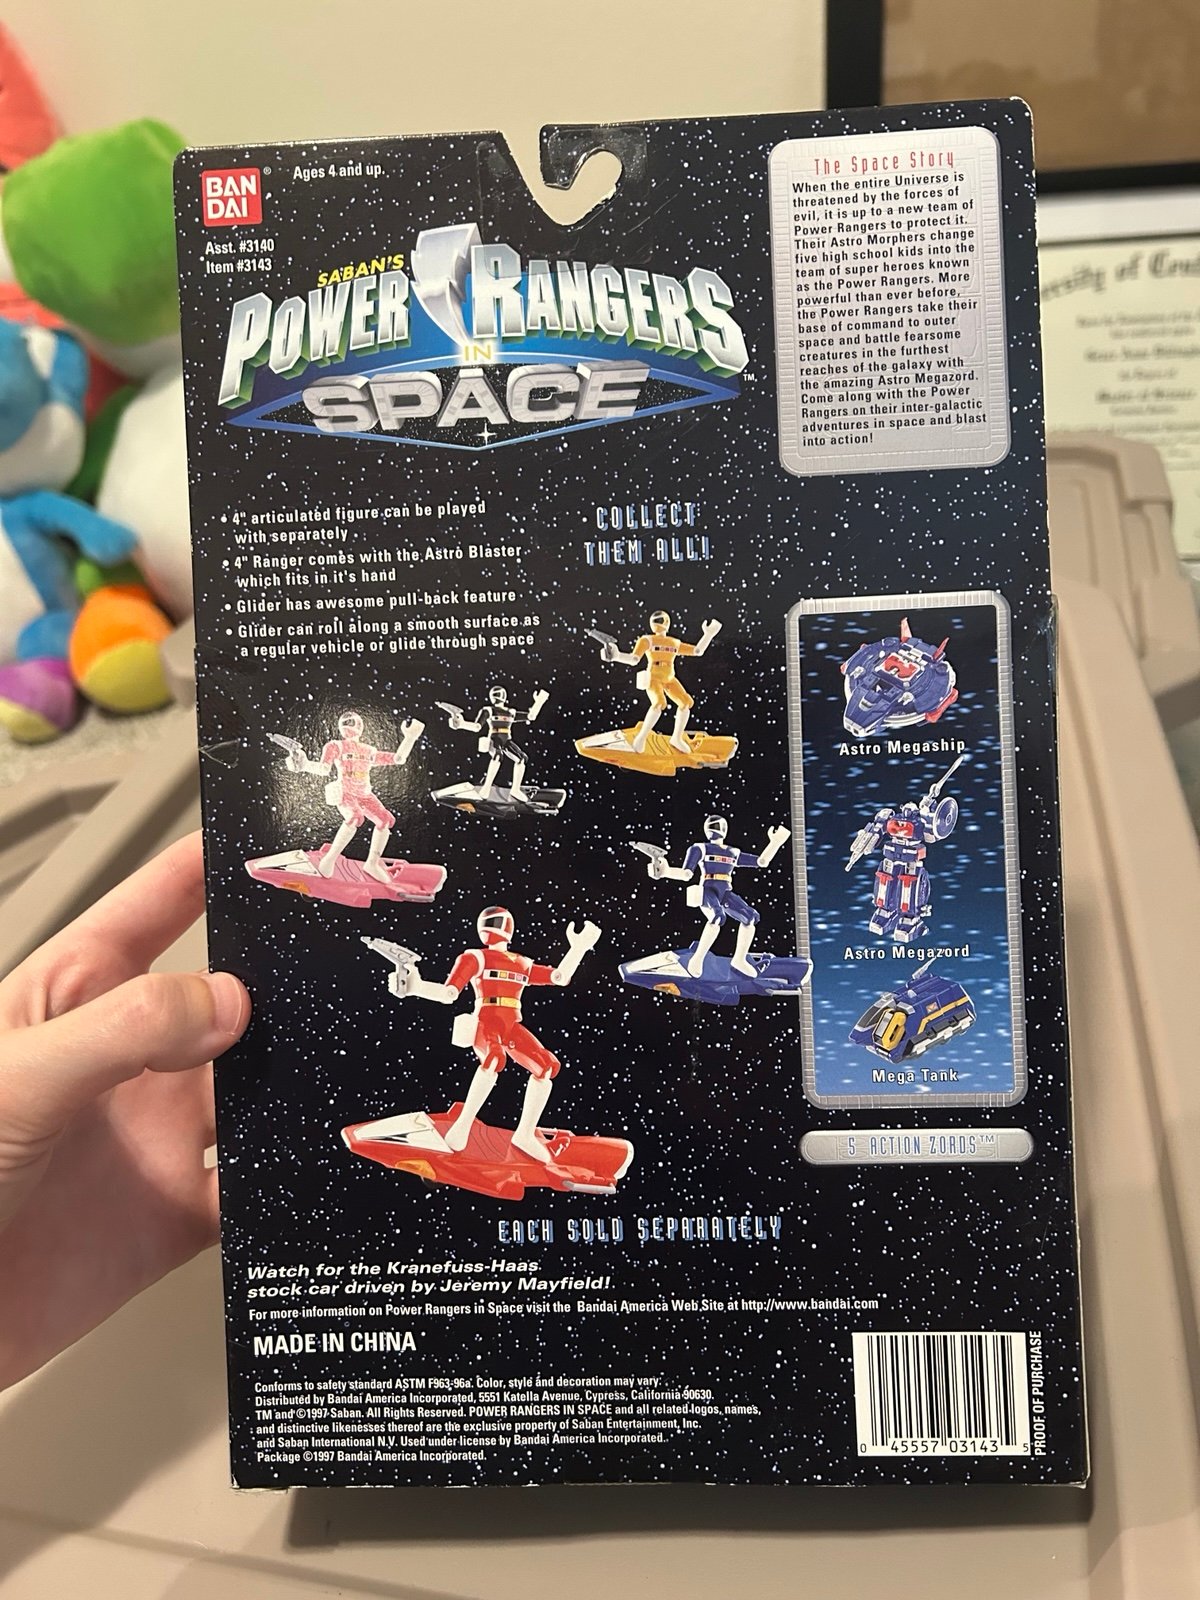 BAN
DAI
®
Ages 4 and up.
Asst. #3140
Item #3143
SABAN'S
POWER RANGERS
IN
SPACE
™
The Space Story
When the entire Universe is
threatened by the forces of
evil, it is up to a new team of
Power Rangers to protect it.
Their Astro Morphers change
five high school kids into the
team of super heroes known
as the Power Rangers. More
powerful than ever before,
the Power Rangers take their
base of command to outer
space and battle fearsome
creatures in the furthest
reaches of the galaxy with
the amazing Astro Megazord.
Come along with the Power
Rangers on their inter-galactic
adventures in space and blast
into action!
• 4" articulated figure can be played
with separately
• 4" Ranger comes with the Astro Blaster
which fits in it's hand
• Glider has awesome pull-back feature
• Glider can roll along a smooth surface as
a regular vehicle or glide through space
COLLECT
THEM ALL!
Astro Megaship
Astro Megazord
Mega Tank
5 ACTION ZORDS™
EACH SOLD SEPARATELY
Watch for the Kranefuss-Haas
stock car driven by Jeremy Mayfield!
For more information on Power Rangers in Space visit the Bandai America Web Site at http://www.bandai.com
MADE IN CHINA
Conforms to safety standard ASTM F963-96a. Color, style and decoration may vary.
Distributed by Bandai America Incorporated, 5551 Katella Avenue, Cypress, California 90630.
TM and ©1997 Saban. All Rights Reserved. POWER RANGERS IN SPACE and all related logos, names,
and distinctive likenesses thereof are the exclusive property of Saban Entertainment, Inc.
and Saban International N.V. Used under license by Bandai America Incorporated.
Package ©1997 Bandai America Incorporated.
0 45557 03143 5
PROOF OF PURCHASE